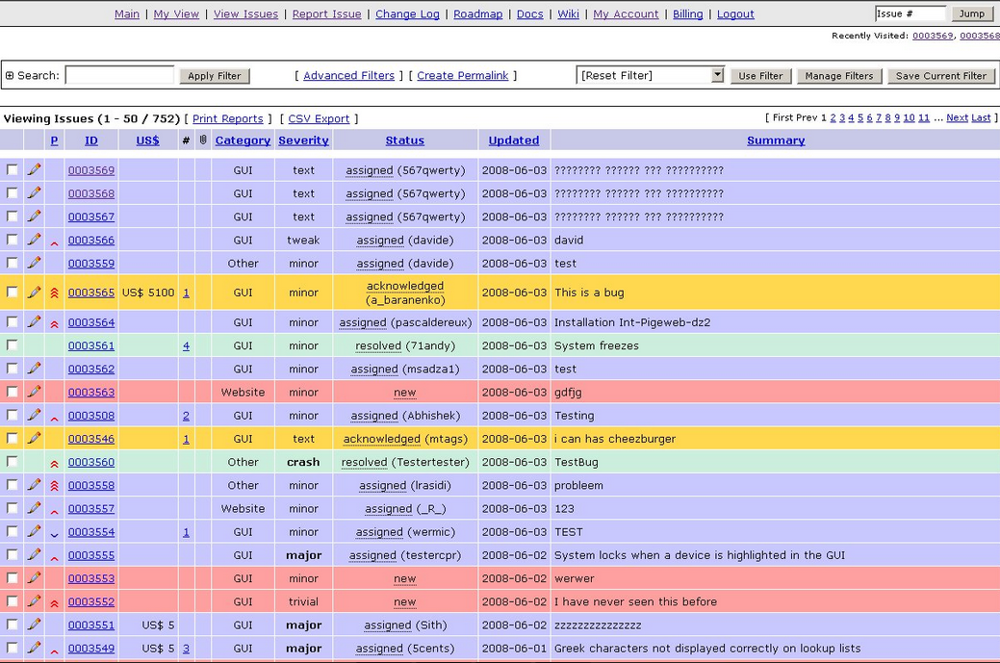 Main | My View | View Issues | Report Issue | Change Log | Roadmap | Docs | Wiki | My Account | Billing | Logout Issue # Jump
Recently Visited: 0003569, 0003568
Search: Apply Filter [ Advanced Filters ] [ Create Permalink ] [Reset Filter] Use Filter Manage Filters Save Current Filter
Viewing Issues (1 - 50 / 752) [ Print Reports ] [ CSV Export ] [ First Prev 1 2 3 4 5 6 7 8 9 10 11 ... Next Last ]
P ID US$ # Category Severity Status Updated Summary
0003569 GUI text assigned (567qwerty) 2008-06-03 ???????? ?????? ??? ??????????
0003568 GUI text assigned (567qwerty) 2008-06-03 ???????? ?????? ??? ??????????
0003567 GUI text assigned (567qwerty) 2008-06-03 ???????? ?????? ??? ??????????
0003566 GUI tweak assigned (davide) 2008-06-03 david
0003559 Other minor assigned (davide) 2008-06-03 test
0003565 US$ 5100 1 GUI minor acknowledged (a_baranenko) 2008-06-03 This is a bug
0003564 GUI minor assigned (pascaldereux) 2008-06-03 Installation Int-Pigeweb-dz2
0003561 4 GUI minor resolved (71andy) 2008-06-03 System freezes
0003562 GUI minor assigned (msadza1) 2008-06-03 test
0003563 Website minor new 2008-06-03 gdfjg
0003508 2 GUI minor assigned (Abhishek) 2008-06-03 Testing
0003546 1 GUI text acknowledged (mtags) 2008-06-03 i can has cheezburger
0003560 Other crash resolved (Testertester) 2008-06-03 TestBug
0003558 Other minor assigned (lrasidi) 2008-06-03 probleem
0003557 Website minor assigned (_R_) 2008-06-03 123
0003554 1 GUI minor assigned (wermic) 2008-06-03 TEST
0003555 GUI major assigned (testercpr) 2008-06-02 System locks when a device is highlighted in the GUI
0003553 GUI minor new 2008-06-02 werwer
0003552 GUI trivial new 2008-06-02 I have never seen this before
0003551 US$ 5 GUI major assigned (Sith) 2008-06-02 zzzzzzzzzzzzzzz
0003549 US$ 5 3 GUI major assigned (5cents) 2008-06-01 Greek characters not displayed correctly on lookup lists